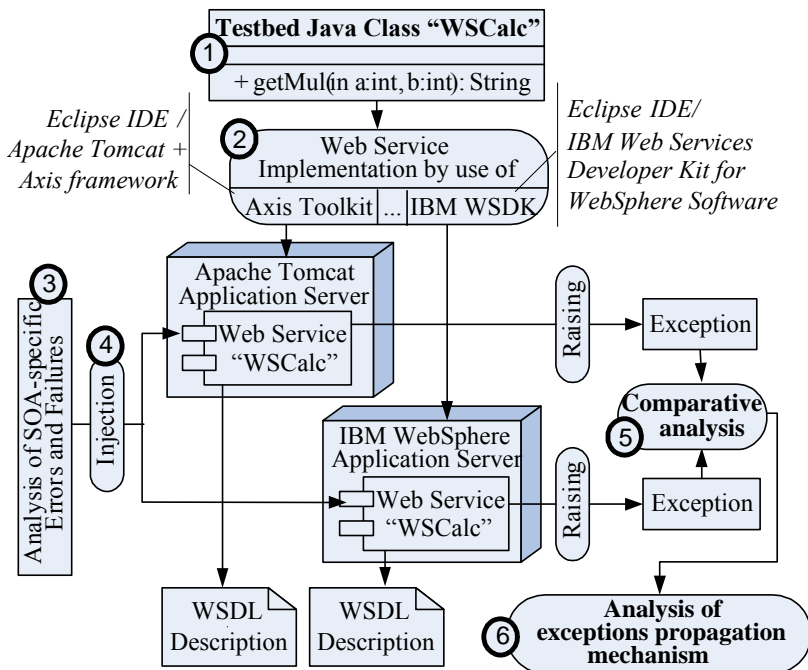 Testbed Java Class “WSCalc”
1
+ getMul(in a:int, b:int): String
Eclipse IDE /
Apache Tomcat +
Axis framework
2
Web Service
Implementation by use of
Axis Toolkit ... IBM WSDK
Eclipse IDE/
IBM Web Services
Developer Kit for
WebSphere Software
3
Analysis of SOA-specific
Errors and Failures
4
Injection
Apache Tomcat
Application Server
Web Service
“WSCalc”
Raising
Exception
IBM WebSphere
Application Server
Web Service
“WSCalc”
Raising
Exception
Comparative
analysis
5
WSDL
Description
WSDL
Description
6
Analysis of
exceptions propagation
mechanism